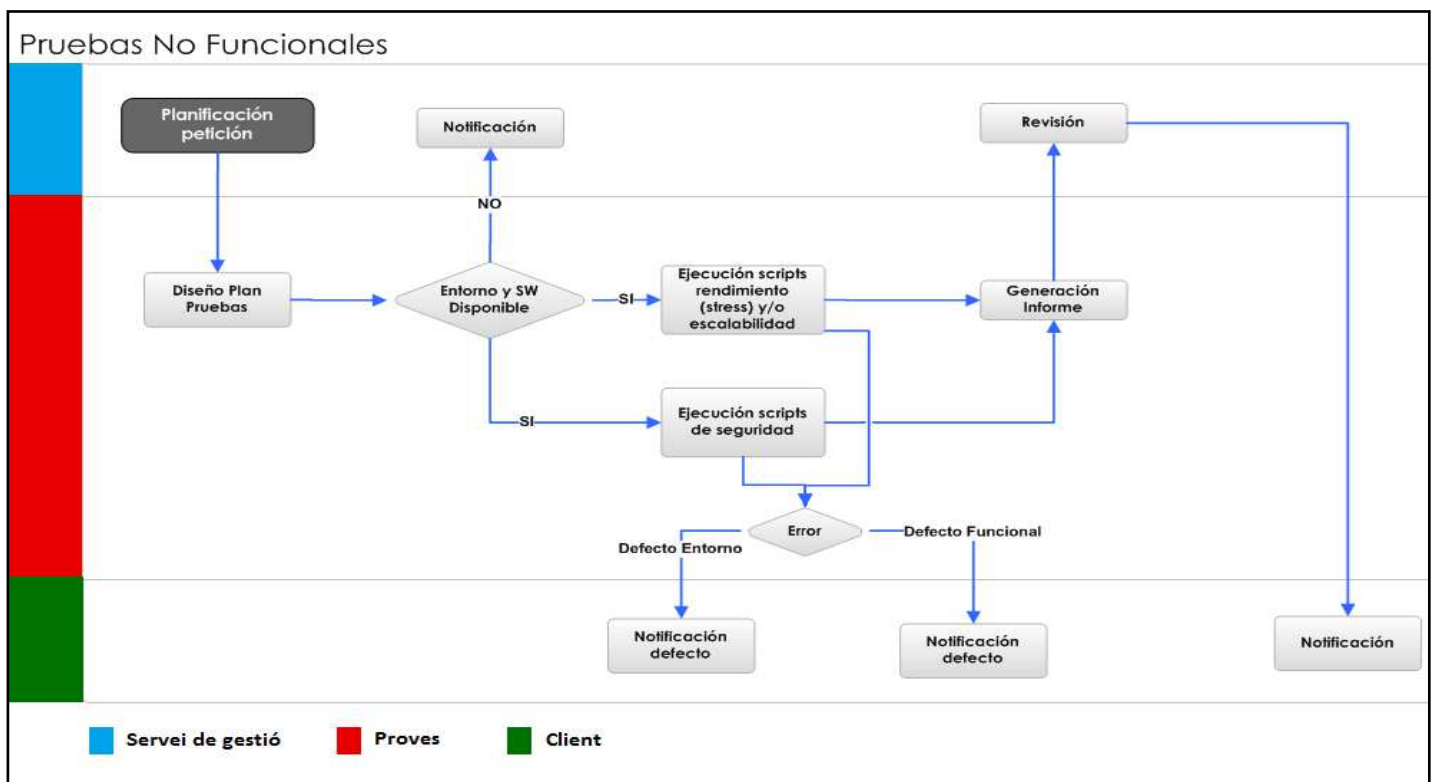 Pruebas No Funcionales
Planificación
petición
Notificación
Revisión
NO
Diseño Plan
Pruebas
Entorno y SW
Disponible
SI
Ejecución scripts
rendimiento
(stress) y/o
escalabilidad
Generación
Informe
SI
Ejecución scripts
de seguridad
Error
Defecto Entorno
Defecto Funcional
Notificación
defecto
Notificación
defecto
Notificación
Servei de gestió
Proves
Client